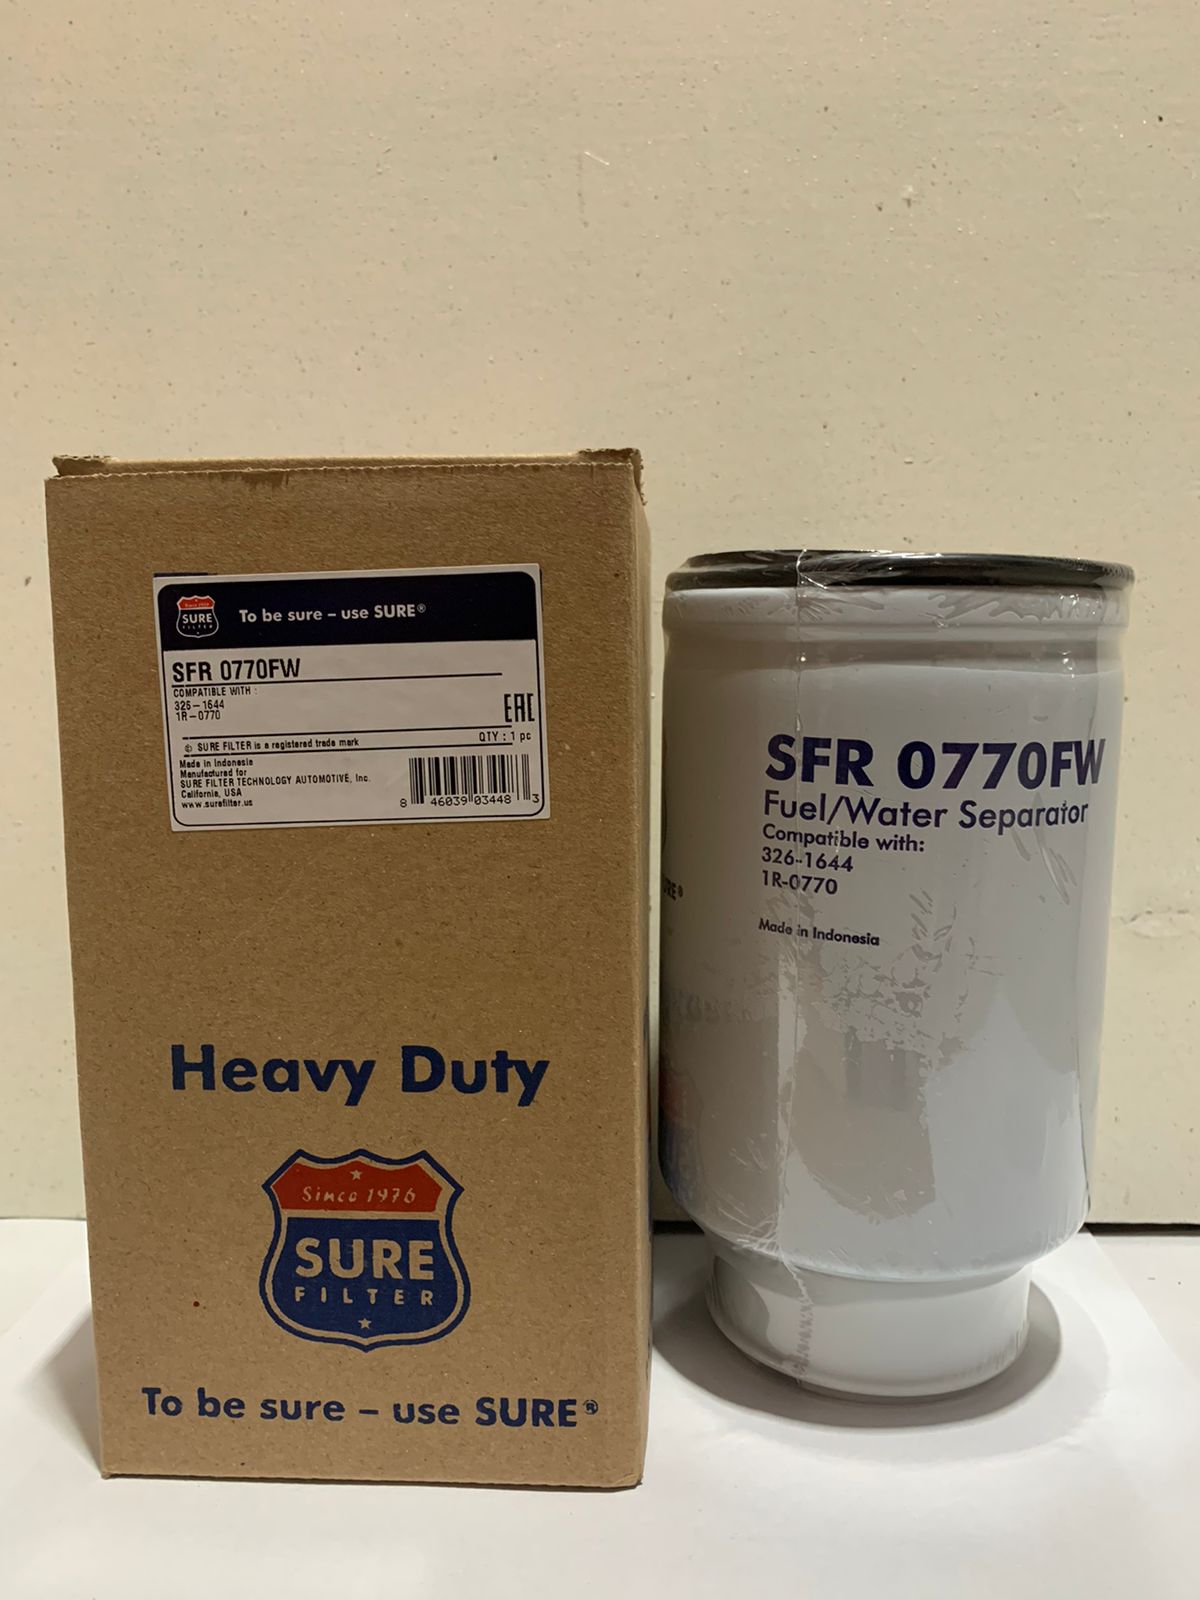 Since 1976
SURE
FILTER
To be sure – use SURE®
SFR 0770FW
COMPATIBLE WITH :
326-1644
1R-0770
EAC
© SURE FILTER is a registered trade mark
QTY : 1 pc
Made in Indonesia
Manufactured for
SURE FILTER TECHNOLOGY AUTOMOTIVE, Inc.
California, USA
www.surefilter.us
8 46039 03448 3
Heavy Duty
Since 1976
SURE
FILTER
To be sure – use SURE®
SFR 0770FW
Fuel/Water Separator
Compatible with:
326-1644
1R-0770
Made in Indonesia